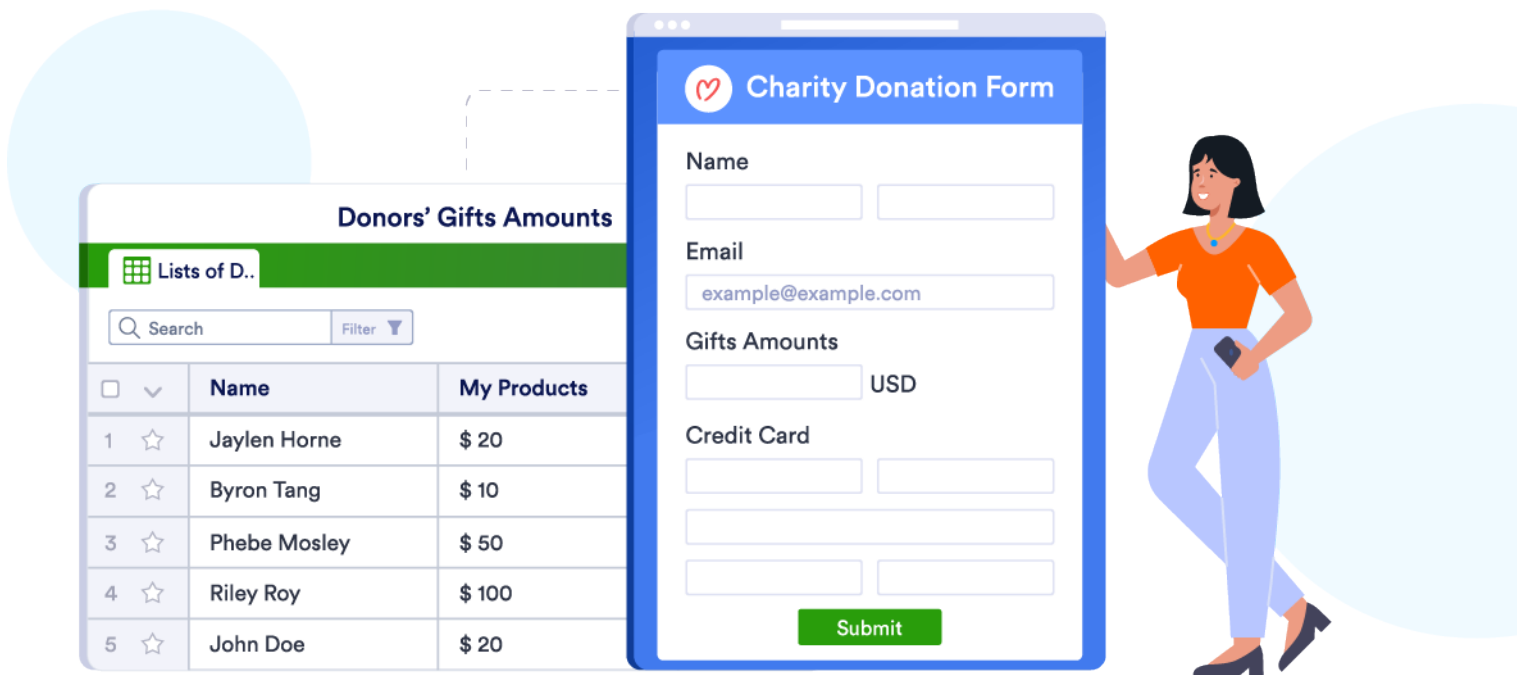 Donors' Gifts Amounts
Lists of D..
Search
Filter
Name
My Products
1
Jaylen Horne
$ 20
2
Byron Tang
$ 10
3
Phebe Mosley
$ 50
4
Riley Roy
$ 100
5
John Doe
$ 20
Charity Donation Form
Name
Email
example@example.com
Gifts Amounts
USD
Credit Card
Submit